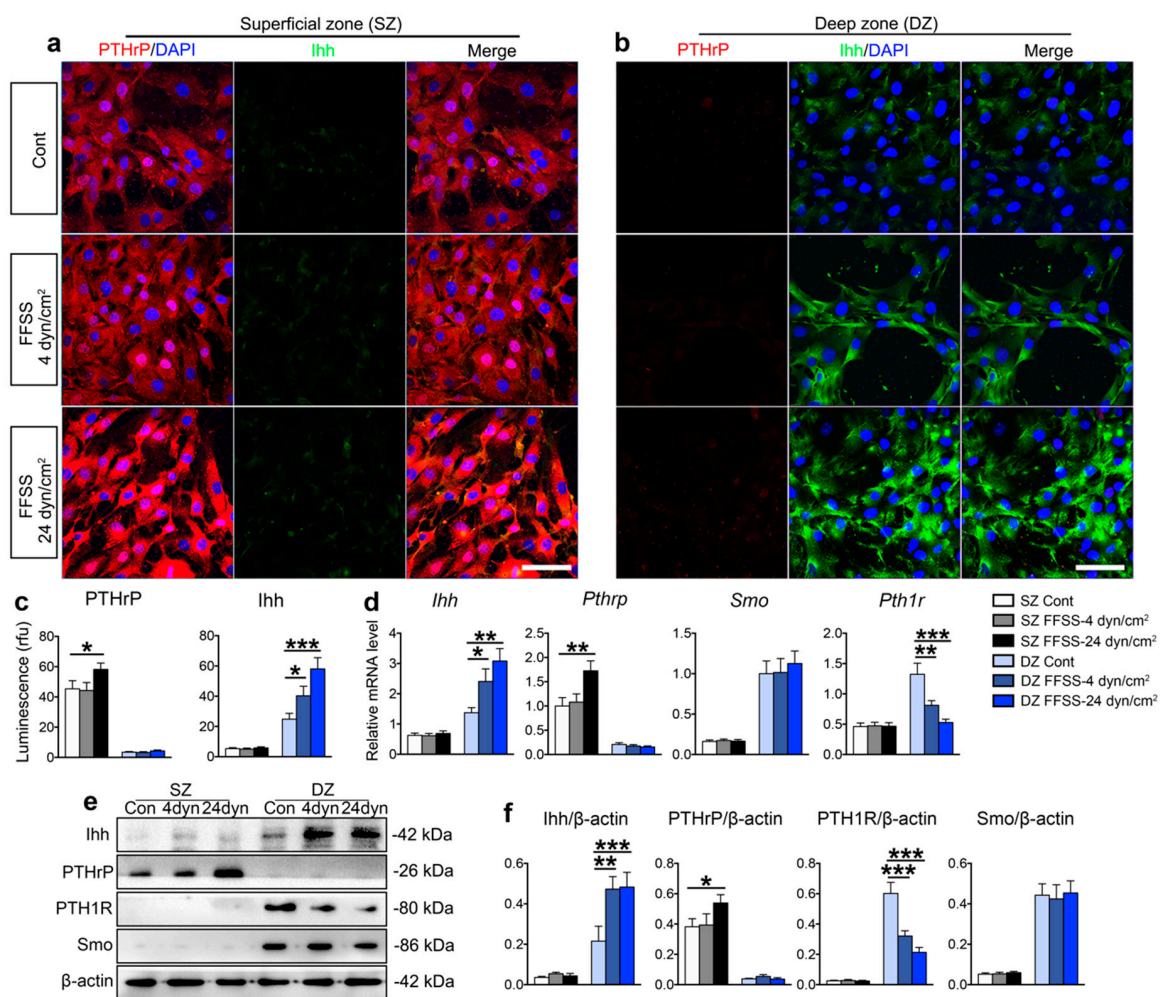 Superficial zone (SZ)
Deep zone (DZ)
a
PTHrP/DAPI
Ihh
Merge
b
PTHrP
Ihh/DAPI
Merge
Cont
FFSS
4 dyn/cm²
FFSS
24 dyn/cm²
c
PTHrP
Ihh
Luminescence (rfu)
80
60
40
20
0
*
80
60
40
20
0
*
***
d
Ihh
Pthrp
Smo
Pth1r
Relative mRNA level
4
3
2
1
0
*
**
2.0
1.5
1.0
0.5
0.0
**
1.5
1.0
0.5
0.0
2.0
1.5
1.0
0.5
0.0
***
**
SZ Cont
SZ FFSS-4 dyn/cm²
SZ FFSS-24 dyn/cm²
DZ Cont
DZ FFSS-4 dyn/cm²
DZ FFSS-24 dyn/cm²
e
SZ
DZ
Con 4dyn 24dyn Con 4dyn 24dyn
Ihh -42 kDa
PTHrP -26 kDa
PTH1R -80 kDa
Smo -86 kDa
β-actin -42 kDa
f
Ihh/β-actin
PTHrP/β-actin
PTH1R/β-actin
Smo/β-actin
0.6
0.4
0.2
0.0
***
**
0.8
0.6
0.4
0.2
0.0
*
0.8
0.6
0.4
0.2
0.0
***
***
0.6
0.4
0.2
0.0